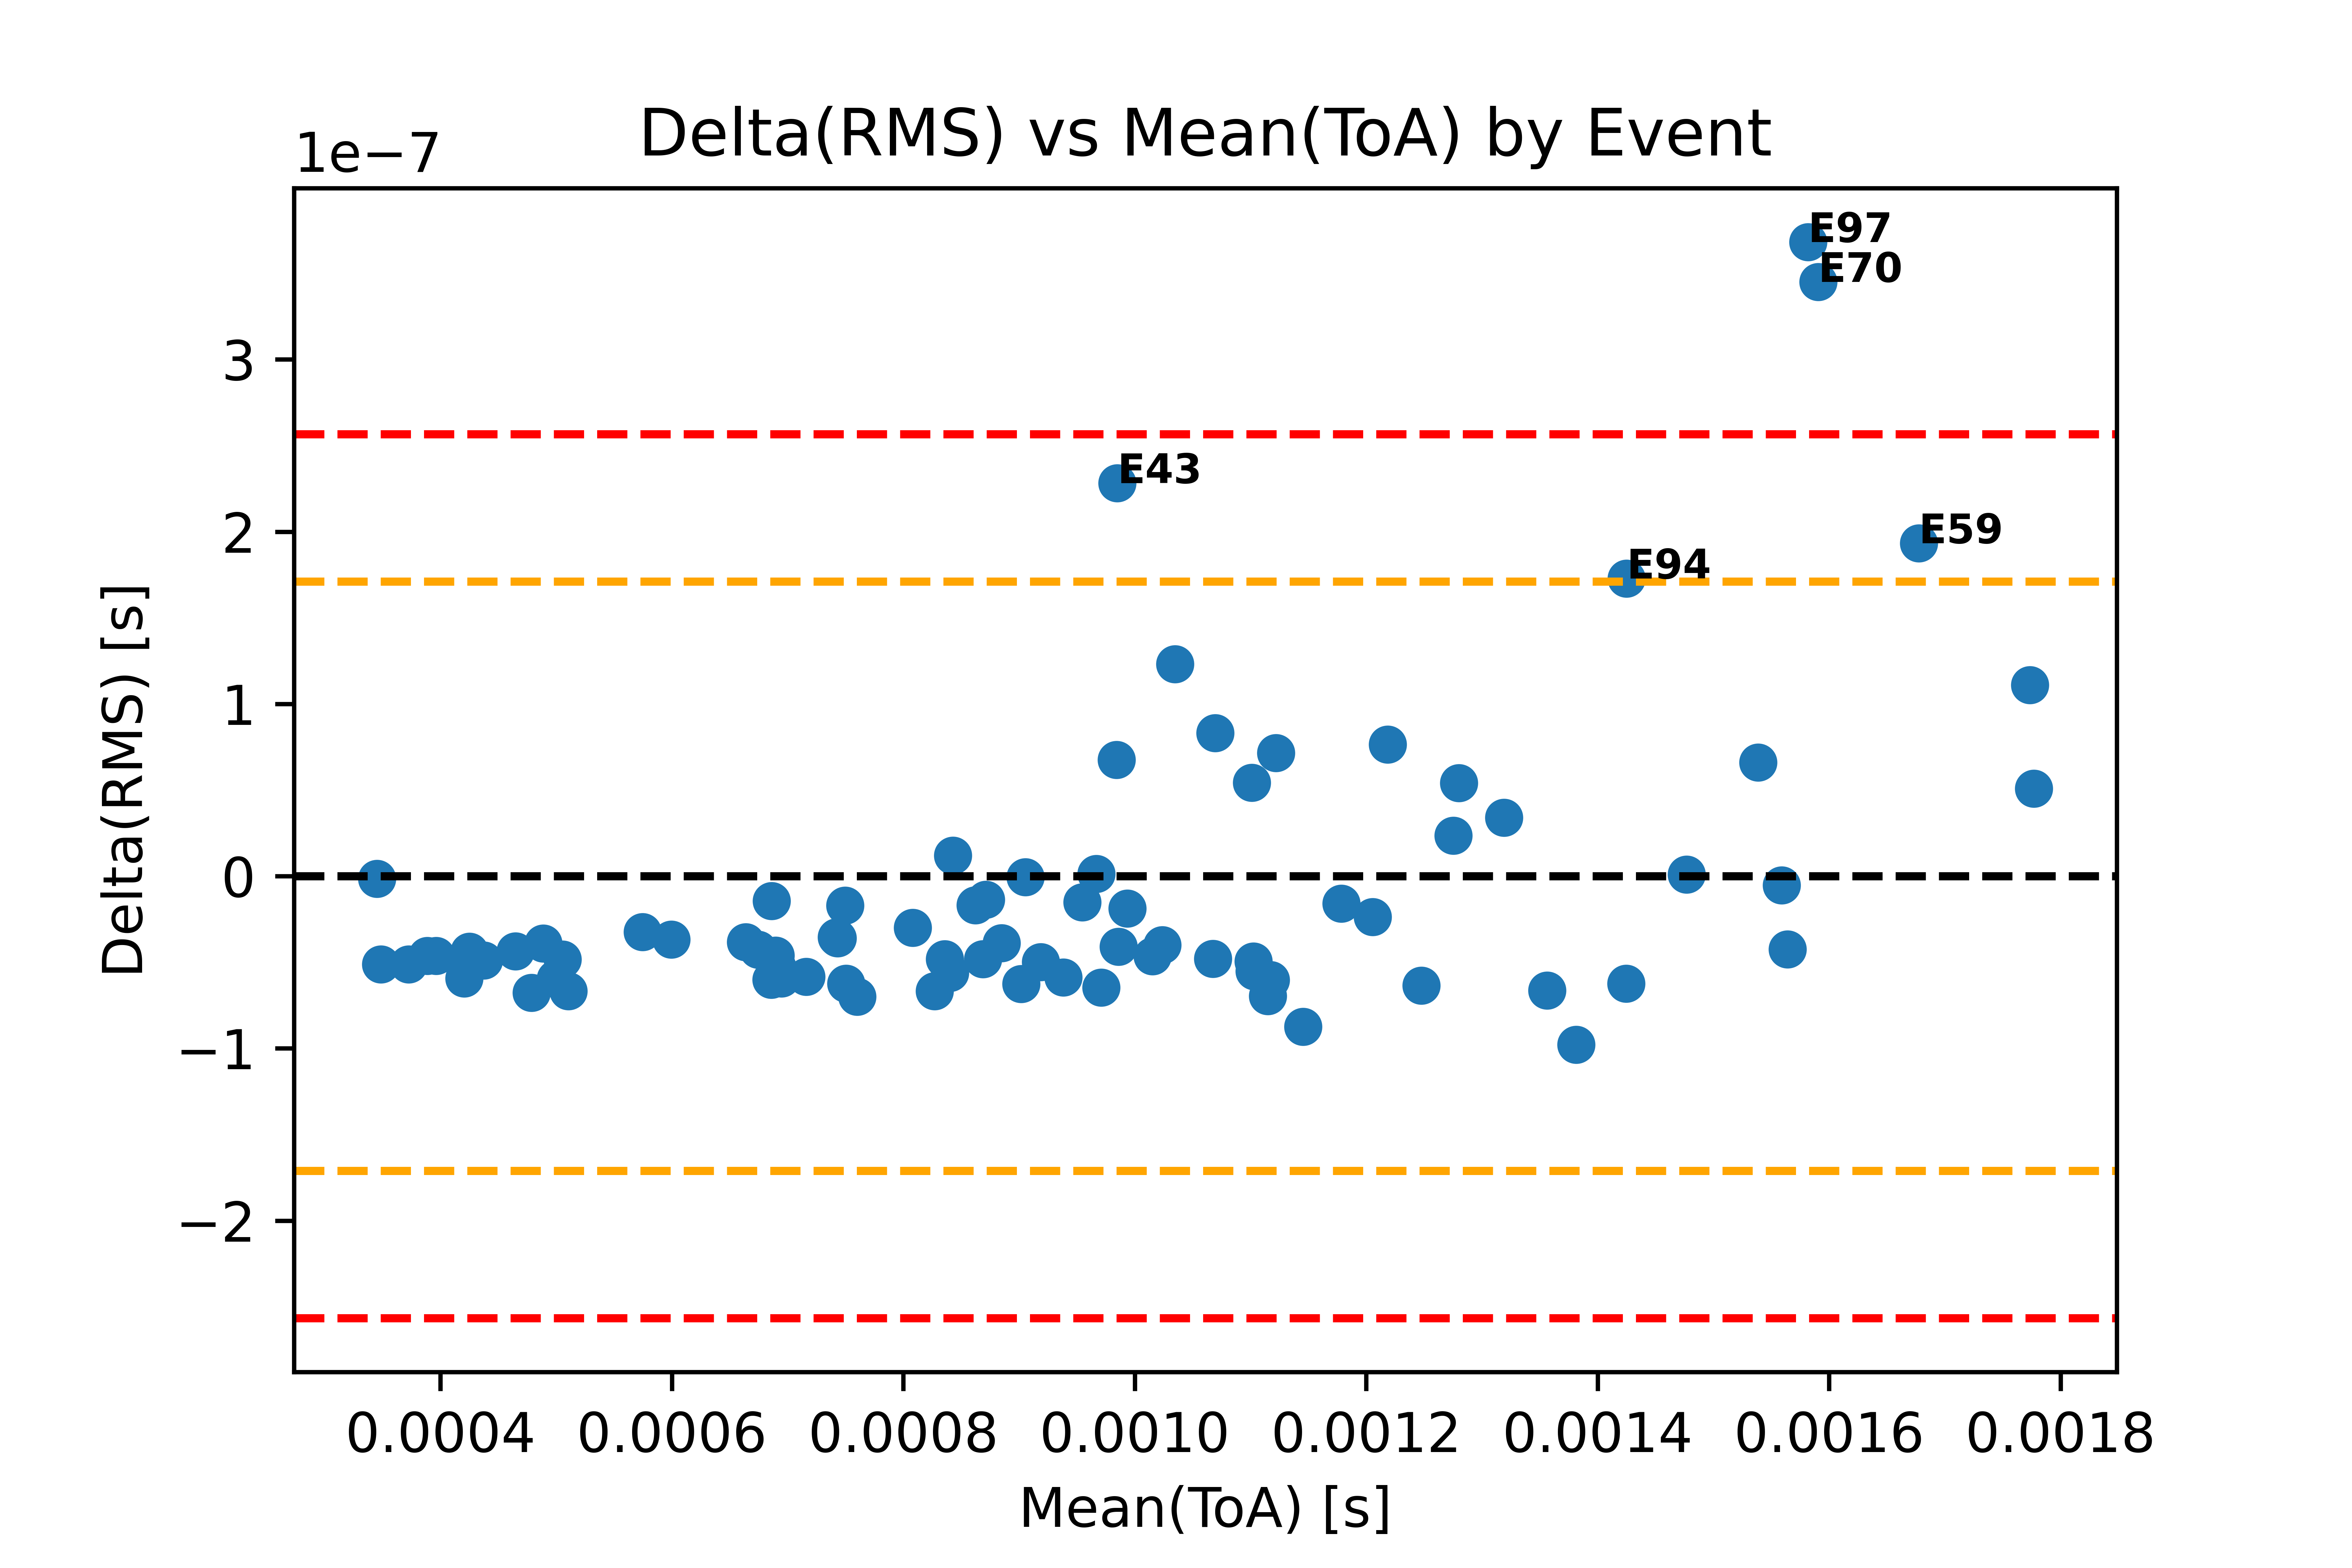 Delta(RMS) vs Mean(ToA) by Event
1e−7
E97
E70
3
E43
2
E59
E94
1
0
−1
−2
Delta(RMS) [s]
0.0004 0.0006 0.0008 0.0010 0.0012 0.0014 0.0016 0.0018
Mean(ToA) [s]